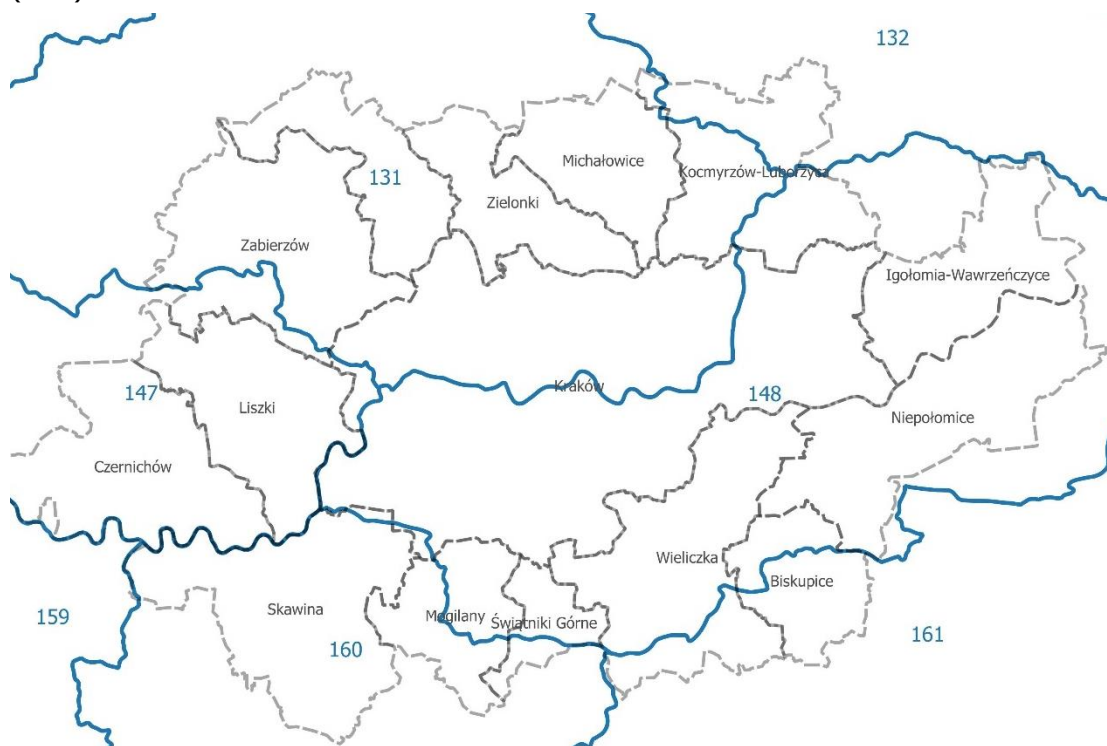 132
Michałowice
Kocmyrzów-Luborzyca
131
Zielonki
Zabierzów
Igołomia-Wawrzeńczyce
Kraków
147
148
Liszki
Niepołomice
Czernichów
Wieliczka
Biskupice
Skawina
Mogilany
Świątniki Górne
159
160
161